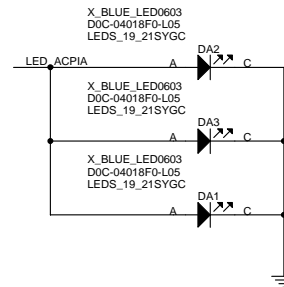 X_BLUE_LED0603
D0C-04018F0-L05
LEDS_19_21SYGC
DA2
LED_ACPIA
A C
X_BLUE_LED0603
D0C-04018F0-L05
LEDS_19_21SYGC
DA3
A C
X_BLUE_LED0603
D0C-04018F0-L05
LEDS_19_21SYGC
DA1
A C